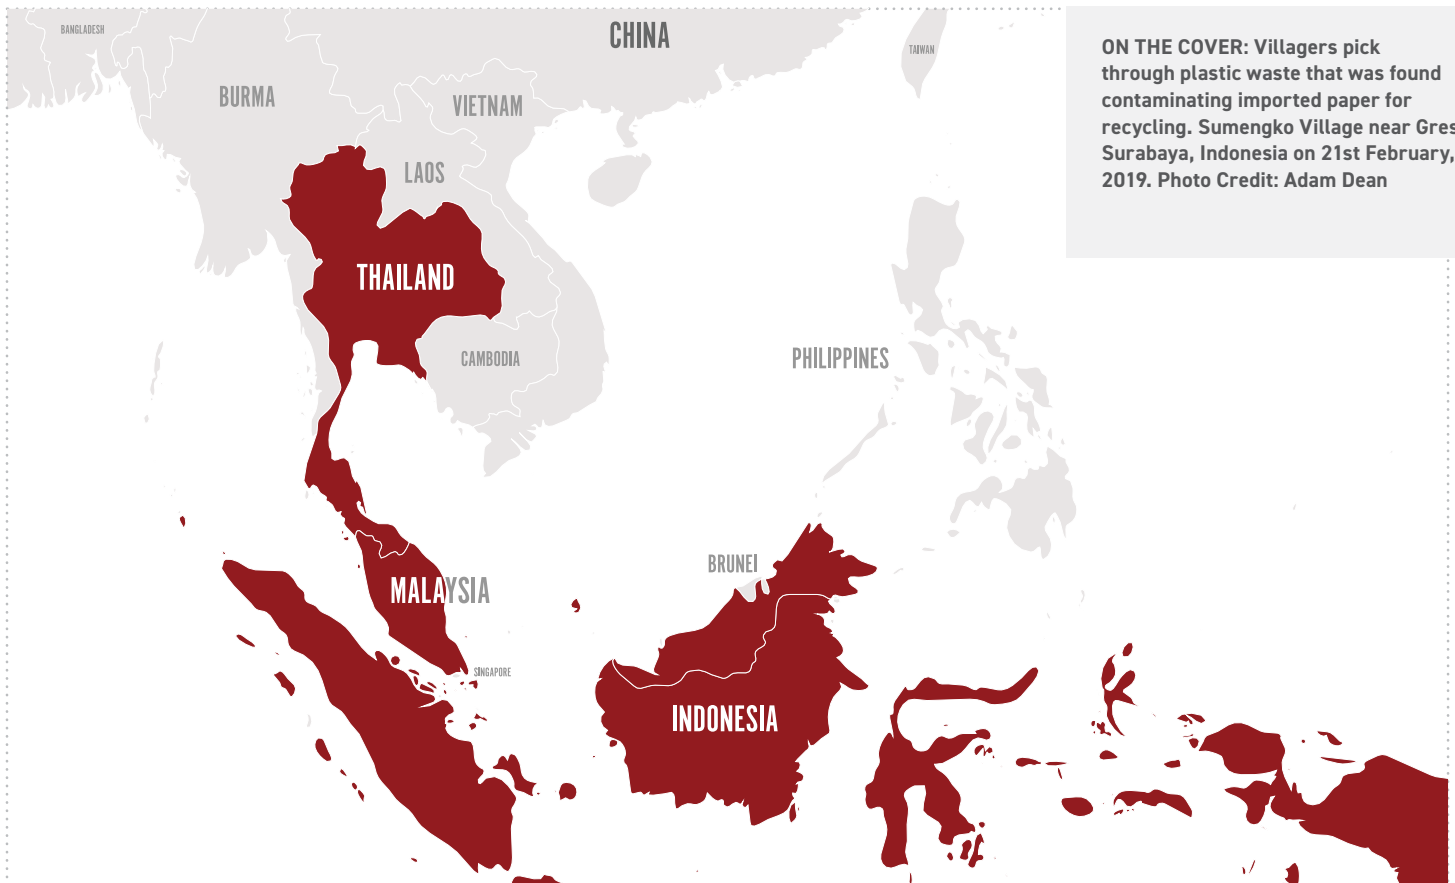 BANGLADESH
CHINA
TAIWAN
BURMA
VIETNAM
LAOS
THAILAND
CAMBODIA
PHILIPPINES
BRUNEI
MALAYSIA
SINGAPORE
INDONESIA
ON THE COVER: Villagers pick
through plastic waste that was found
contaminating imported paper for
recycling. Sumengko Village near Gres
Surabaya, Indonesia on 21st February,
2019. Photo Credit: Adam Dean